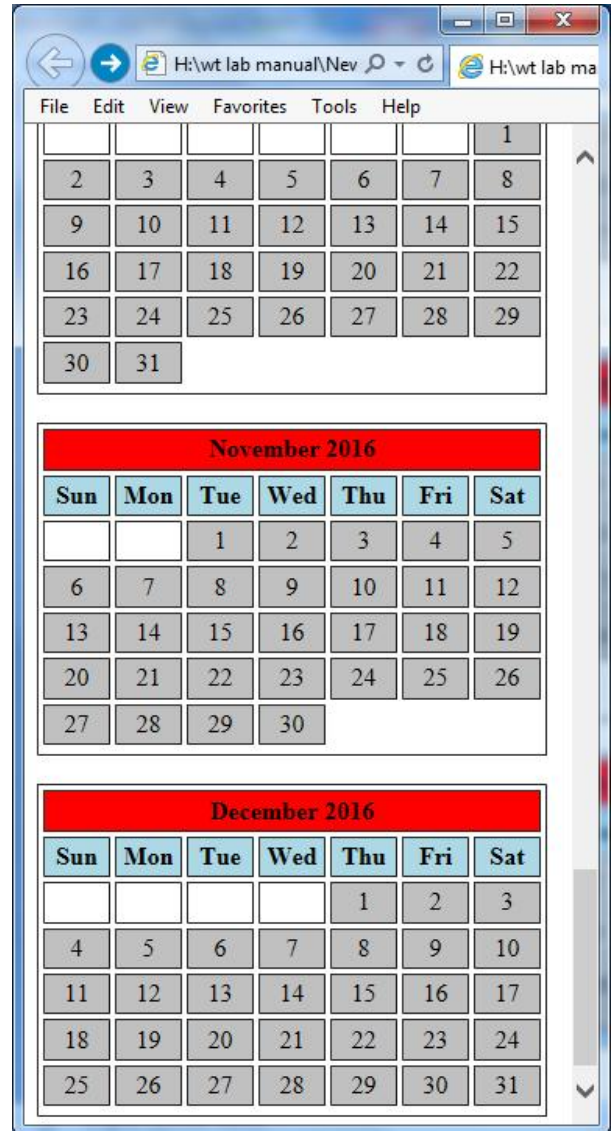 H:\wt lab manual\Nev
H:\wt lab ma
File Edit View Favorites Tools Help
1
2 3 4 5 6 7 8
9 10 11 12 13 14 15
16 17 18 19 20 21 22
23 24 25 26 27 28 29
30 31
November 2016
Sun Mon Tue Wed Thu Fri Sat
1 2 3 4 5
6 7 8 9 10 11 12
13 14 15 16 17 18 19
20 21 22 23 24 25 26
27 28 29 30
December 2016
Sun Mon Tue Wed Thu Fri Sat
1 2 3
4 5 6 7 8 9 10
11 12 13 14 15 16 17
18 19 20 21 22 23 24
25 26 27 28 29 30 31